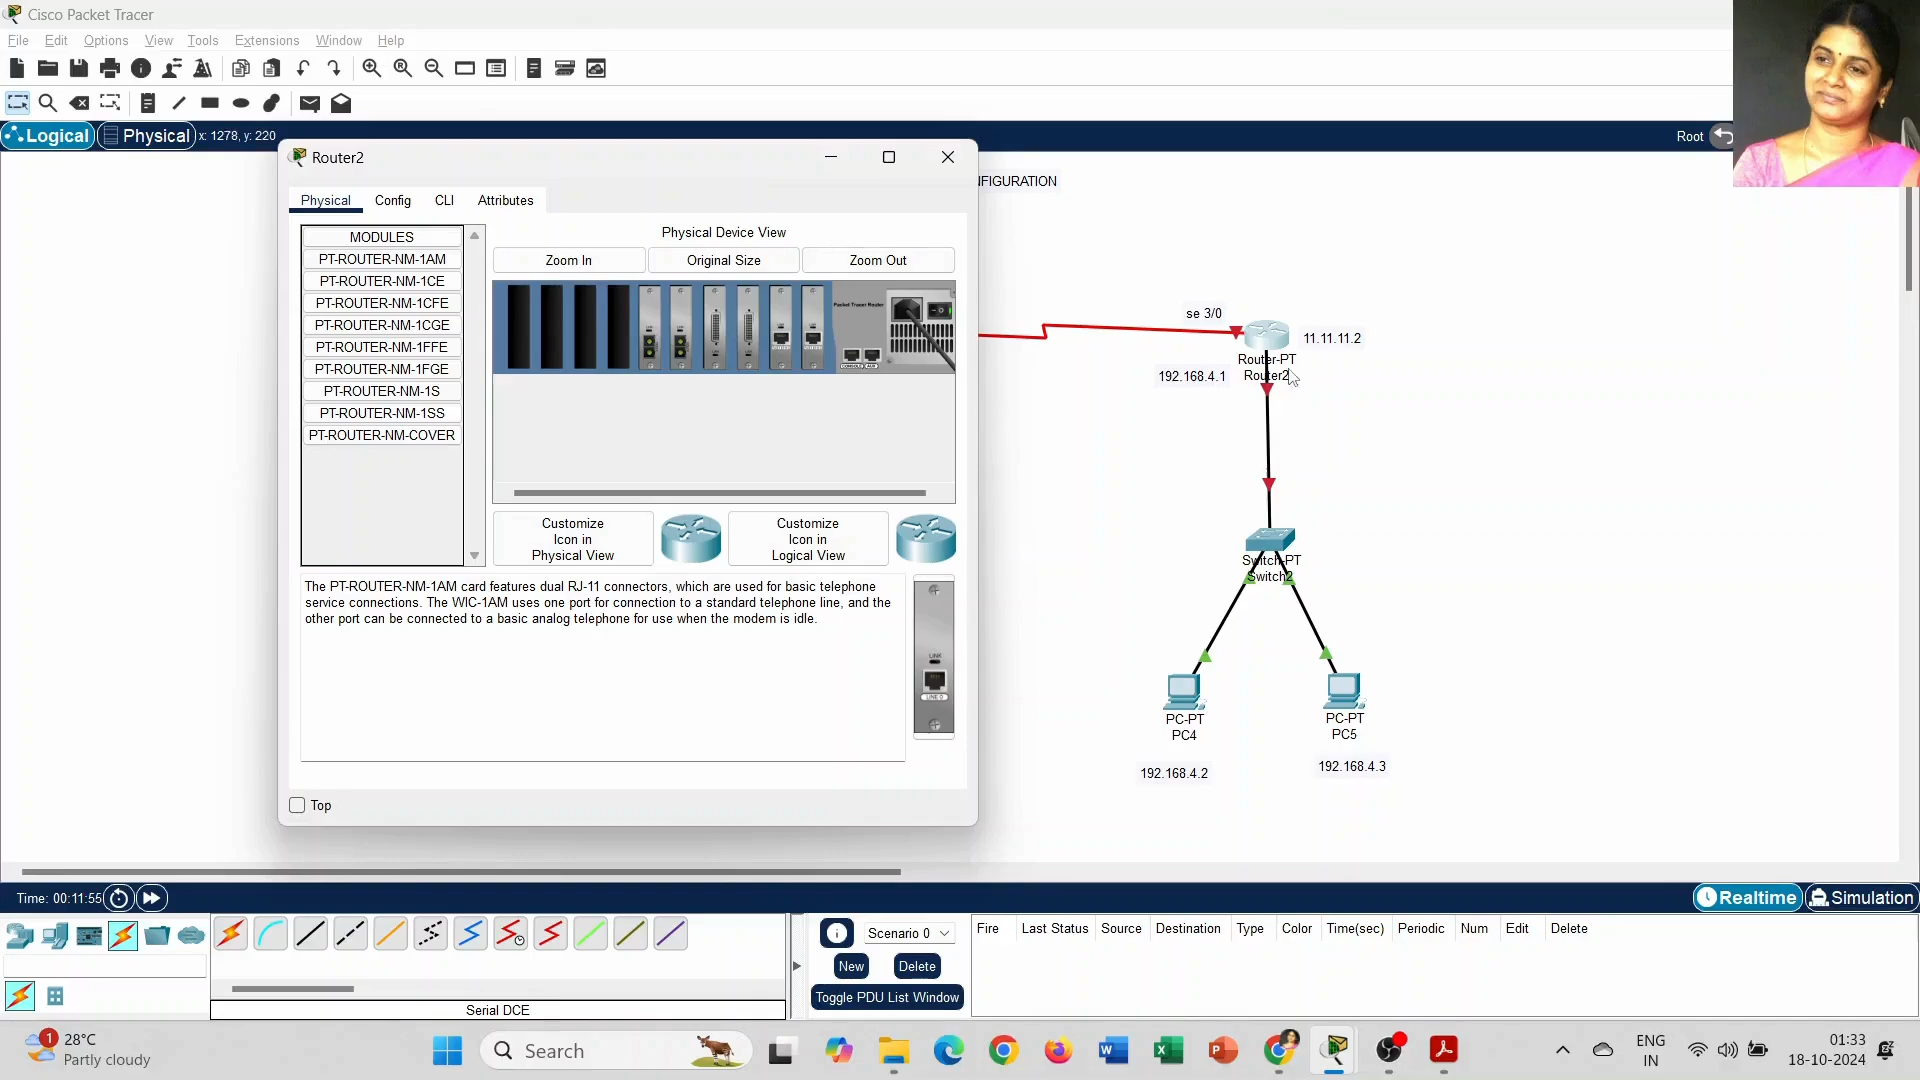 Cisco Packet Tracer
File Edit Options View Tools Extensions Window Help
Logical Physical x: 1278, y: 220 Root
Router2
Physical Config CLI Attributes
MODULES
PT-ROUTER-NM-1AM
PT-ROUTER-NM-1CE
PT-ROUTER-NM-1CFE
PT-ROUTER-NM-1CGE
PT-ROUTER-NM-1FFE
PT-ROUTER-NM-1FGE
PT-ROUTER-NM-1S
PT-ROUTER-NM-1SS
PT-ROUTER-NM-COVER
Physical Device View
Zoom In Original Size Zoom Out
Packet Tracer Router
CONSOLE AUX
Customize
Icon in
Physical View
Customize
Icon in
Logical View
The PT-ROUTER-NM-1AM card features dual RJ-11 connectors, which are used for basic telephone
service connections. The WIC-1AM uses one port for connection to a standard telephone line, and the
other port can be connected to a basic analog telephone for use when the modem is idle.
LINK
LINE 0
Top
IFIGURATION
se 3/0
11.11.11.2
Router-PT
Router2
192.168.4.1
Switch-PT
Switch2
PC-PT
PC4
PC-PT
PC5
192.168.4.2
192.168.4.3
Time: 00:11:55
Realtime Simulation
Scenario 0
New Delete
Toggle PDU List Window
Fire Last Status Source Destination Type Color Time(sec) Periodic Num Edit Delete
Serial DCE
1
28°C
Partly cloudy
Search
ENG
IN
01:33
18-10-2024